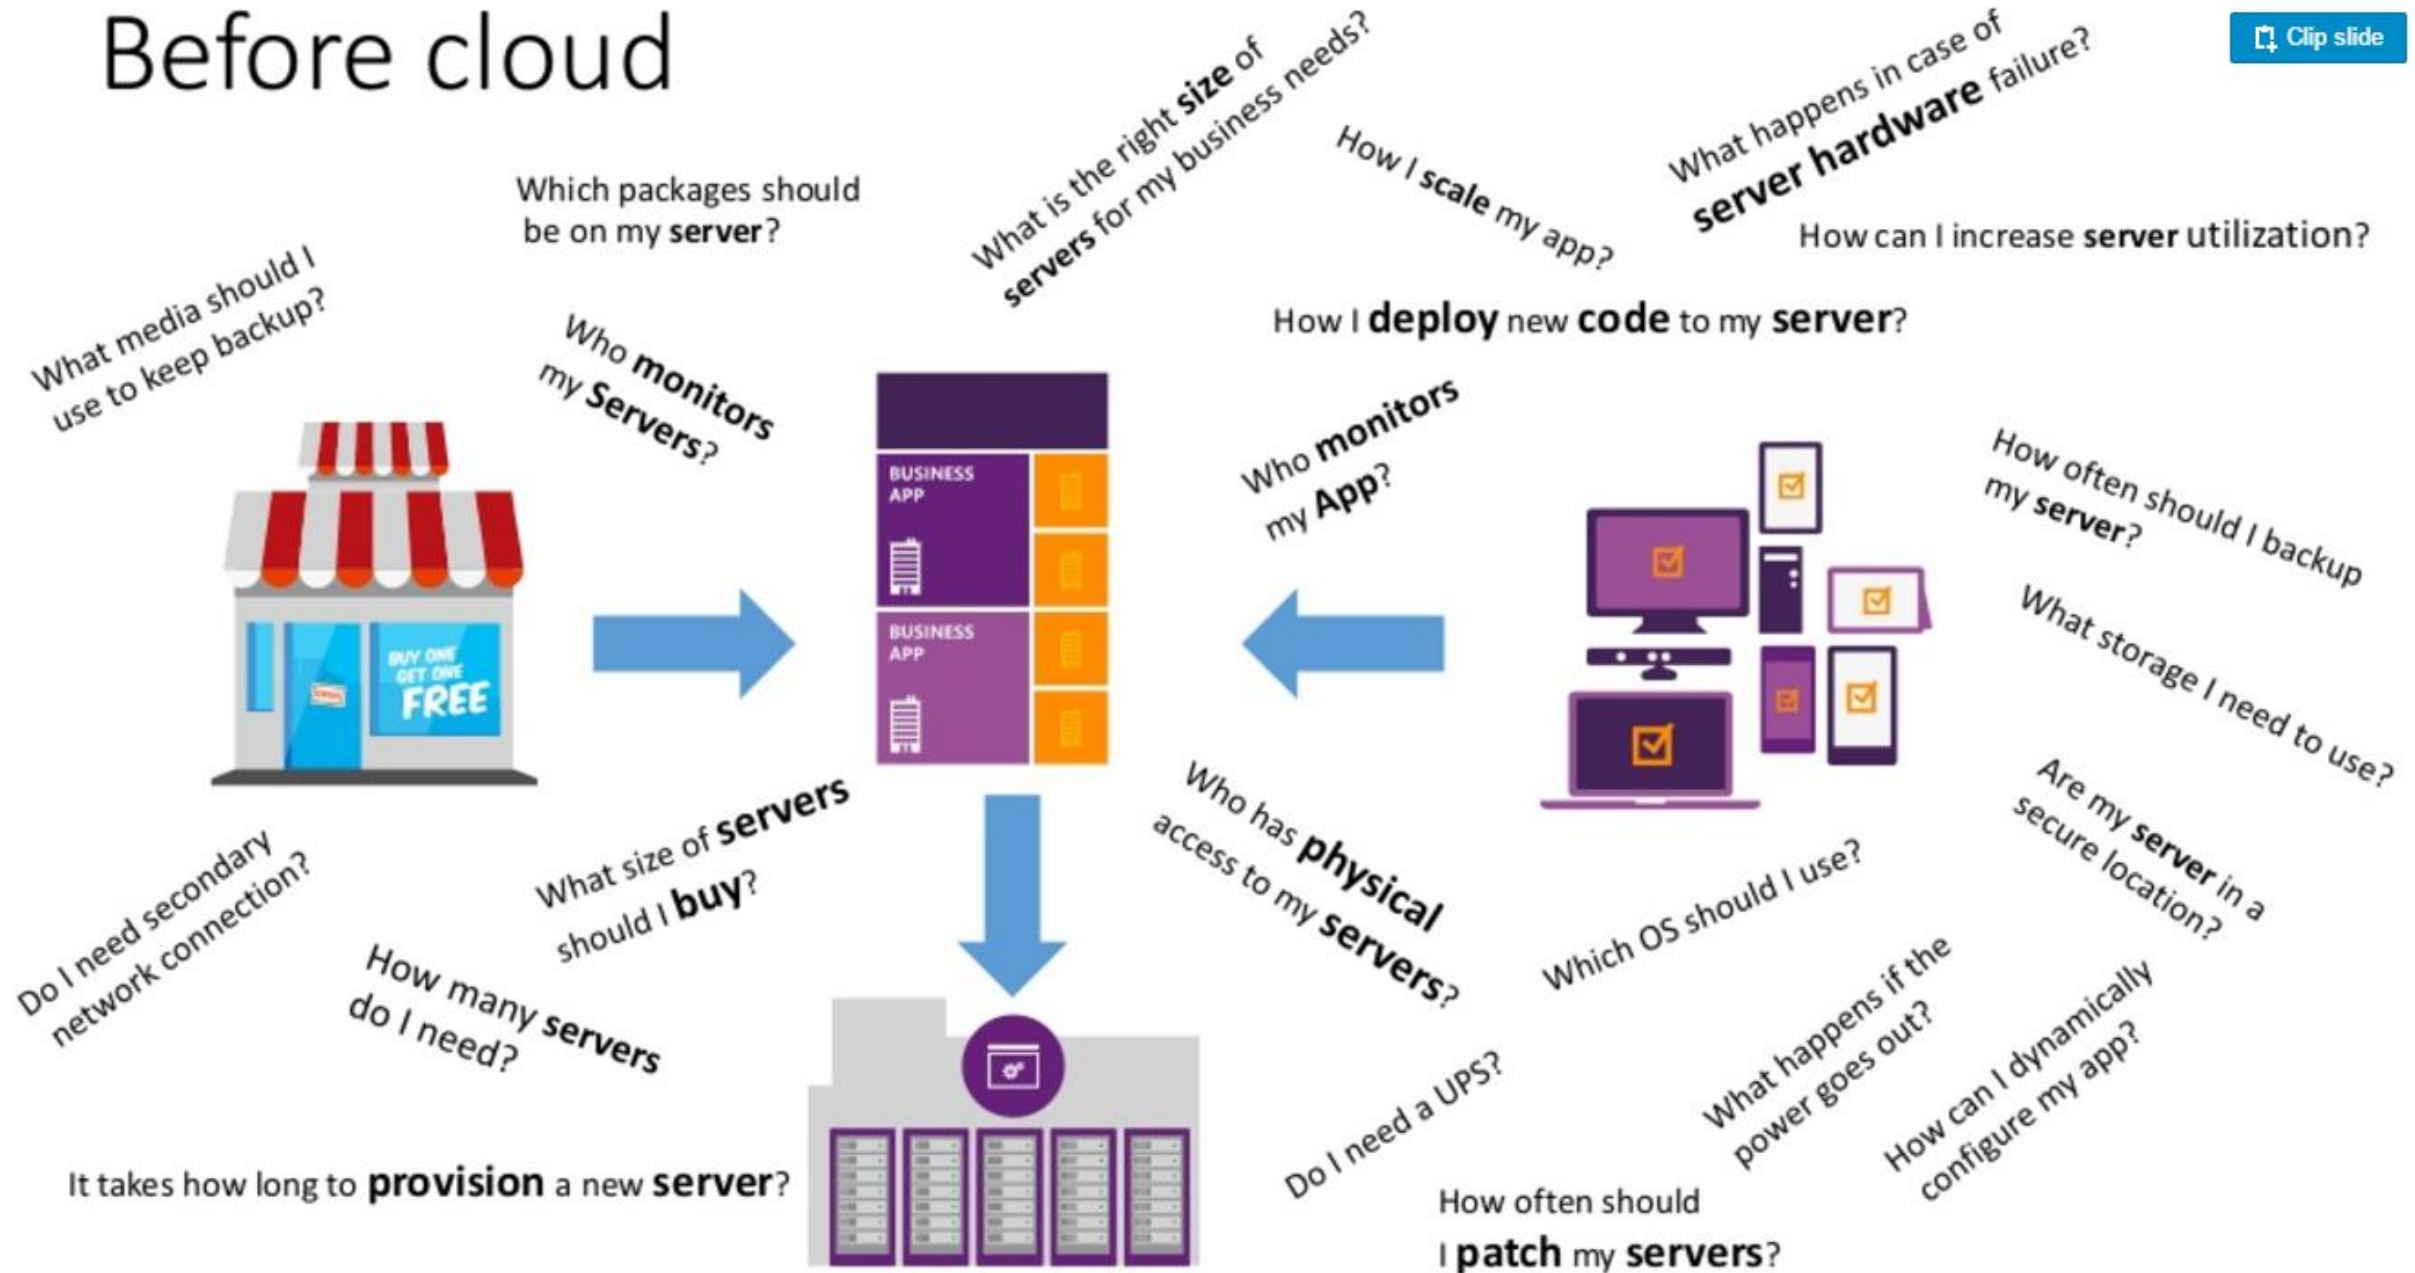 Before cloud
Clip slide
What is the right size of
servers for my business needs?
What happens in case of
server hardware failure?
How I scale my app?
Which packages should
be on my server?
How can I increase server utilization?
What media should I
use to keep backup?
How I deploy new code to my server?
Who monitors
my Servers?
Who monitors
my App?
BUSINESS
APP
BUSINESS
APP
How often should I backup
my server?
What storage I need to use?
BUY ONE
GET ONE
FREE
Are my server in a
secure location?
What size of servers
should I buy?
Who has physical
access to my servers?
Which OS should I use?
Do I need secondary
network connection?
How many servers
do I need?
What happens if the
power goes out?
How can I dynamically
configure my app?
Do I need a UPS?
It takes how long to provision a new server?
How often should
I patch my servers?